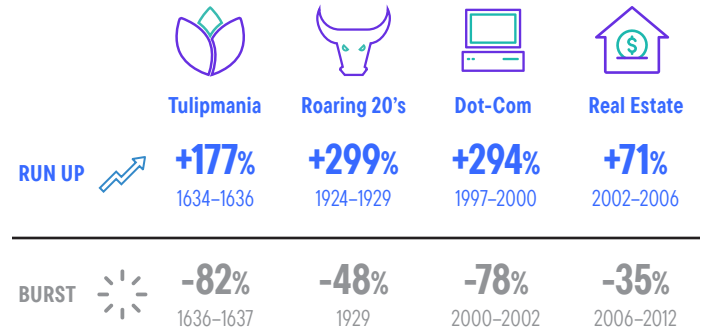 $
Tulipmania Roaring 20's Dot-Com Real Estate
RUN UP +177% +299% +294% +71%
1634–1636 1924–1929 1997–2000 2002–2006
BURST -82% -48% -78% -35%
1636–1637 1929 2000–2002 2006–2012